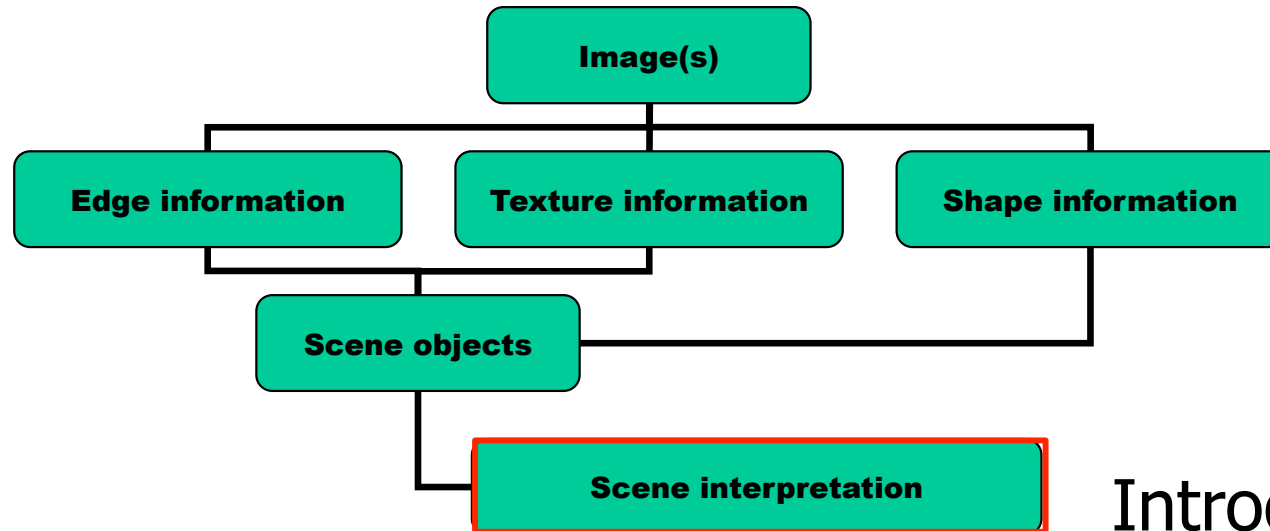 Image(s)
Edge information
Texture information
Shape information
Scene objects
Scene interpretation